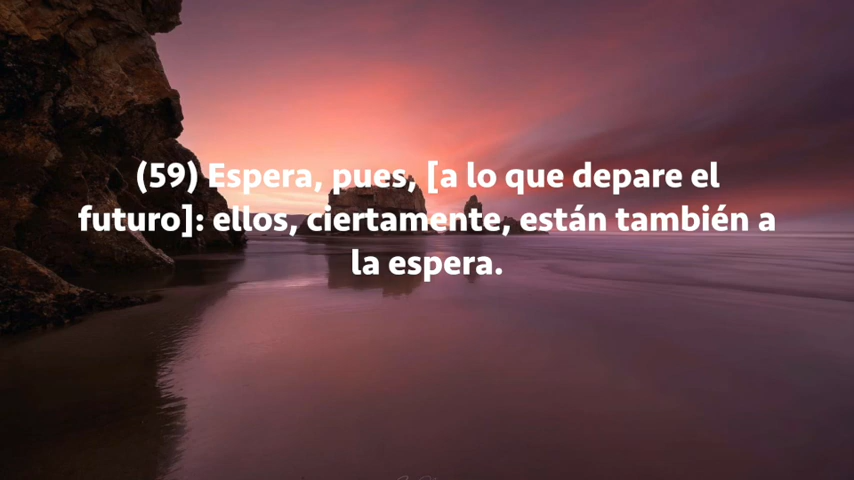 (59) Espera, pues, [a lo que depare el
futuro]: ellos, ciertamente, están también a
la espera.